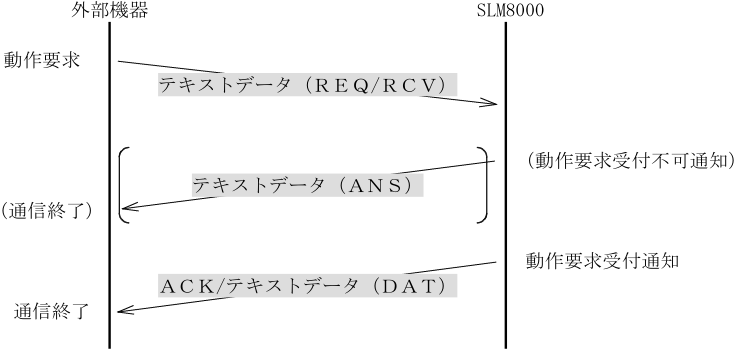 外部機器
SLM8000
動作要求
テキストデータ（ＲＥＱ/ＲＣＶ）
（動作要求受付不可通知）
テキストデータ（ＡＮＳ）
（通信終了）
動作要求受付通知
ＡＣＫ/テキストデータ（ＤＡＴ）
通信終了